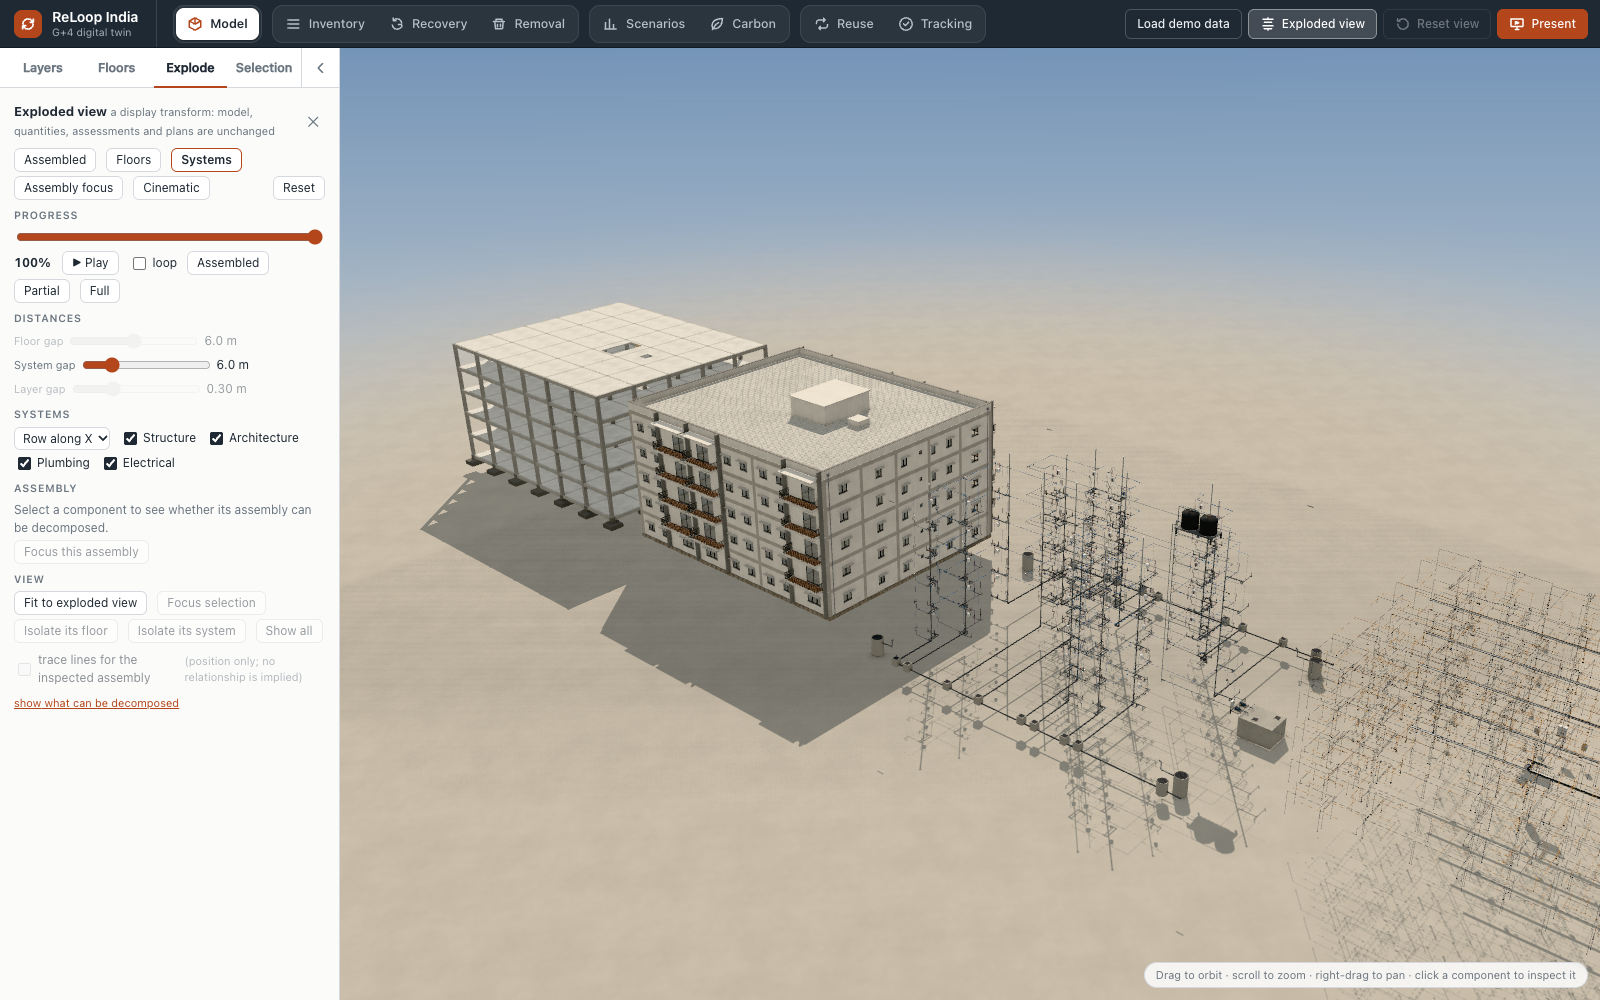 ReLoop India
G+4 digital twin
Model
Inventory
Recovery
Removal
Scenarios
Carbon
Reuse
Tracking
Load demo data
Exploded view
Reset view
Present
Layers
Floors
Explode
Selection
Exploded view a display transform: model,
quantities, assessments and plans are unchanged
Assembled
Floors
Systems
Assembly focus
Cinematic
Reset
PROGRESS
100%
Play
loop
Assembled
Partial
Full
DISTANCES
Floor gap
6.0 m
System gap
6.0 m
Layer gap
0.30 m
SYSTEMS
Row along X
Structure
Architecture
Plumbing
Electrical
ASSEMBLY
Select a component to see whether its assembly can
be decomposed.
Focus this assembly
VIEW
Fit to exploded view
Focus selection
Isolate its floor
Isolate its system
Show all
trace lines for the
inspected assembly
(position only; no
relationship is implied)
show what can be decomposed
Drag to orbit · scroll to zoom · right-drag to pan · click a component to inspect it